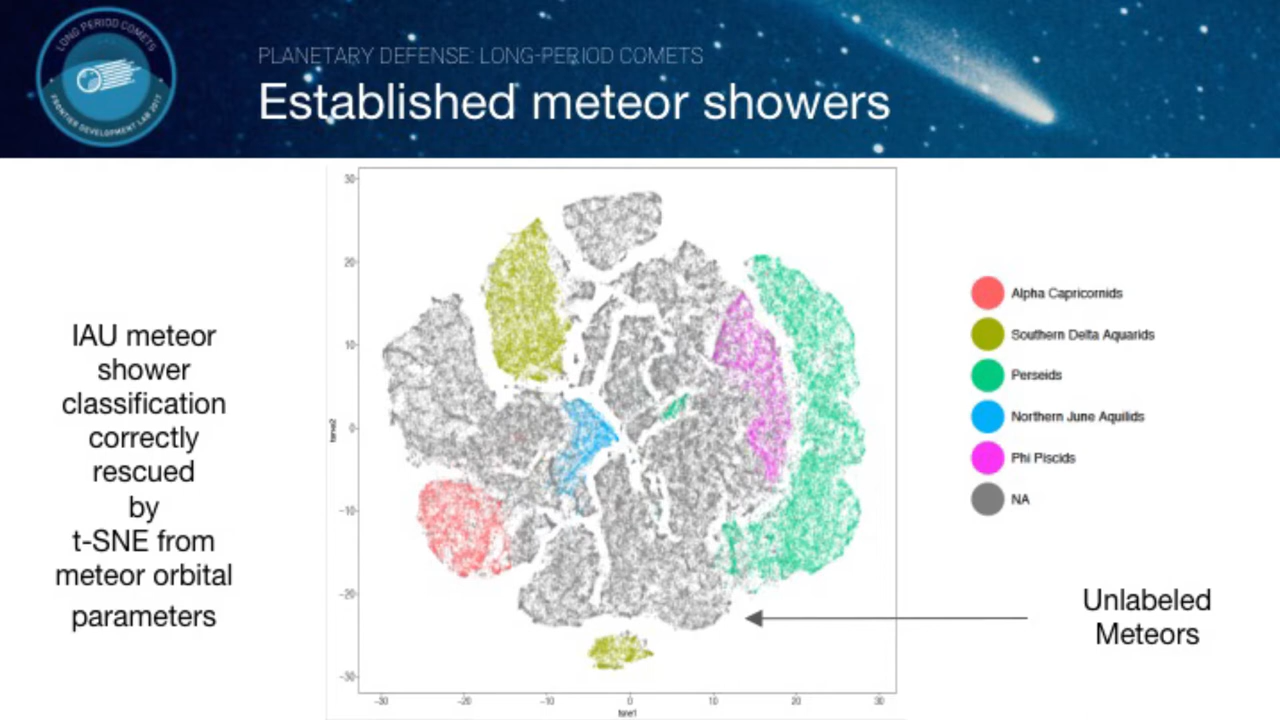 LONG PERIOD COMETS
FRONTIER DEVELOPMENT LAB 2017
PLANETARY DEFENSE: LONG-PERIOD COMETS
Established meteor showers
IAU meteor
shower
classification
correctly
rescued
by
t-SNE from
meteor orbital
parameters
30
20
10
0
-10
-20
-30
tsne2
-30
-20
-10
0
10
20
30
tsne1
Alpha Capricornids
Southern Delta Aquarids
Perseids
Northern June Aquilids
Phi Piscids
NA
Unlabeled
Meteors